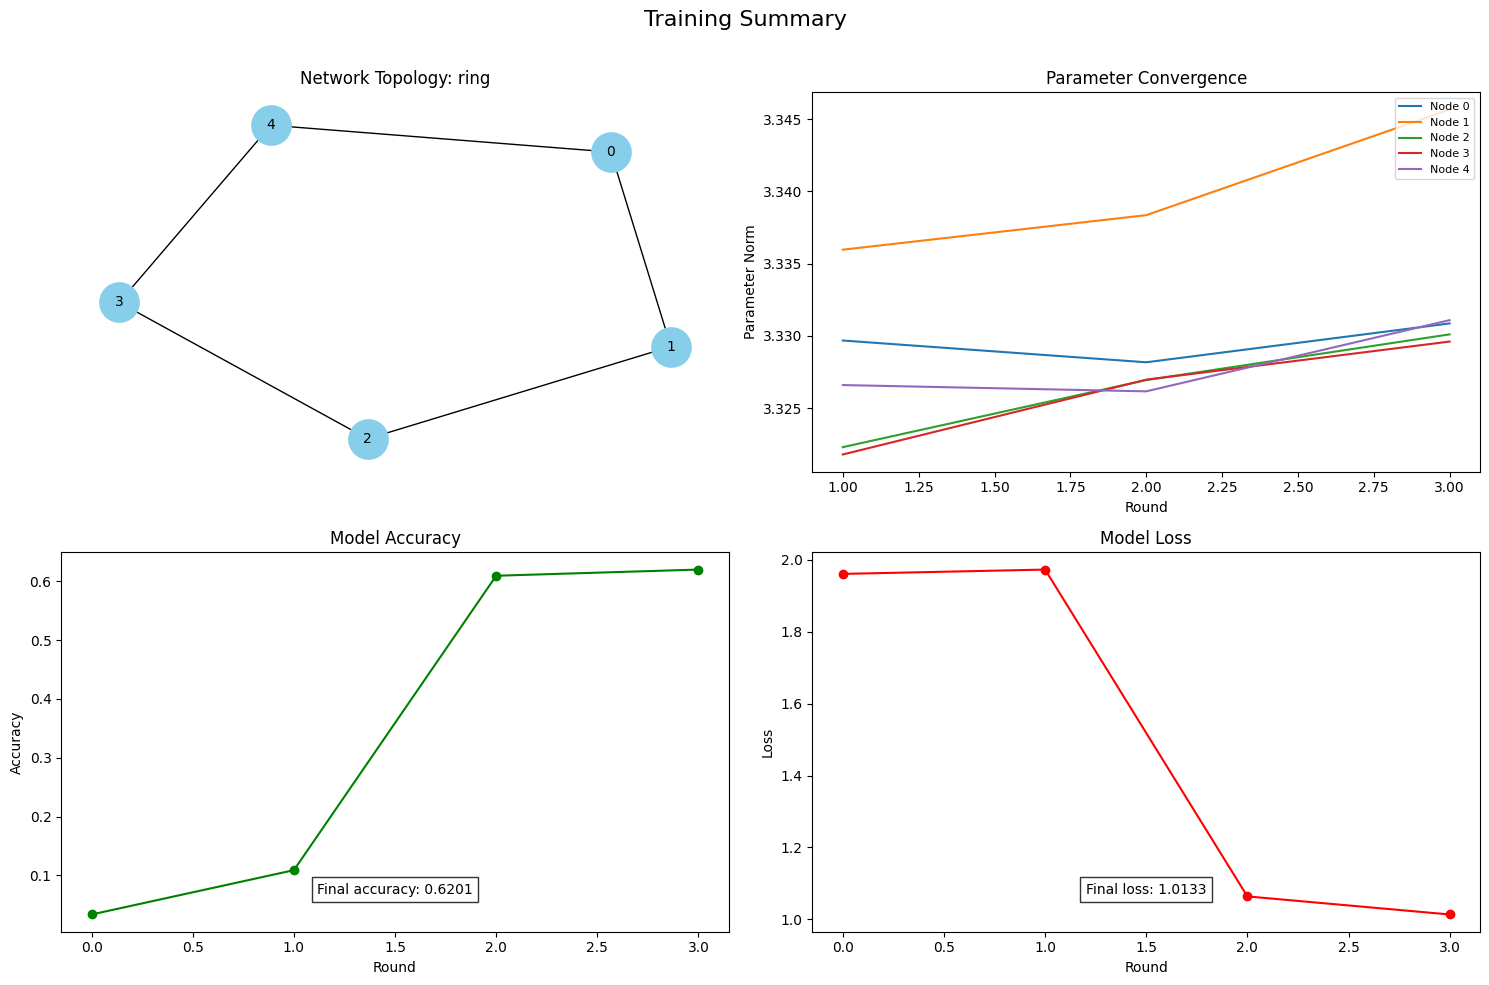 Training Summary
Network Topology: ring
4
0
3
1
2
Parameter Convergence
Parameter Norm
3.345
3.340
3.335
3.330
3.325
Node 0
Node 1
Node 2
Node 3
Node 4
1.00 1.25 1.50 1.75 2.00 2.25 2.50 2.75 3.00
Round
Model Accuracy
Accuracy
0.6
0.5
0.4
0.3
0.2
0.1
Final accuracy: 0.6201
0.0 0.5 1.0 1.5 2.0 2.5 3.0
Round
Model Loss
Loss
2.0
1.8
1.6
1.4
1.2
1.0
Final loss: 1.0133
0.0 0.5 1.0 1.5 2.0 2.5 3.0
Round